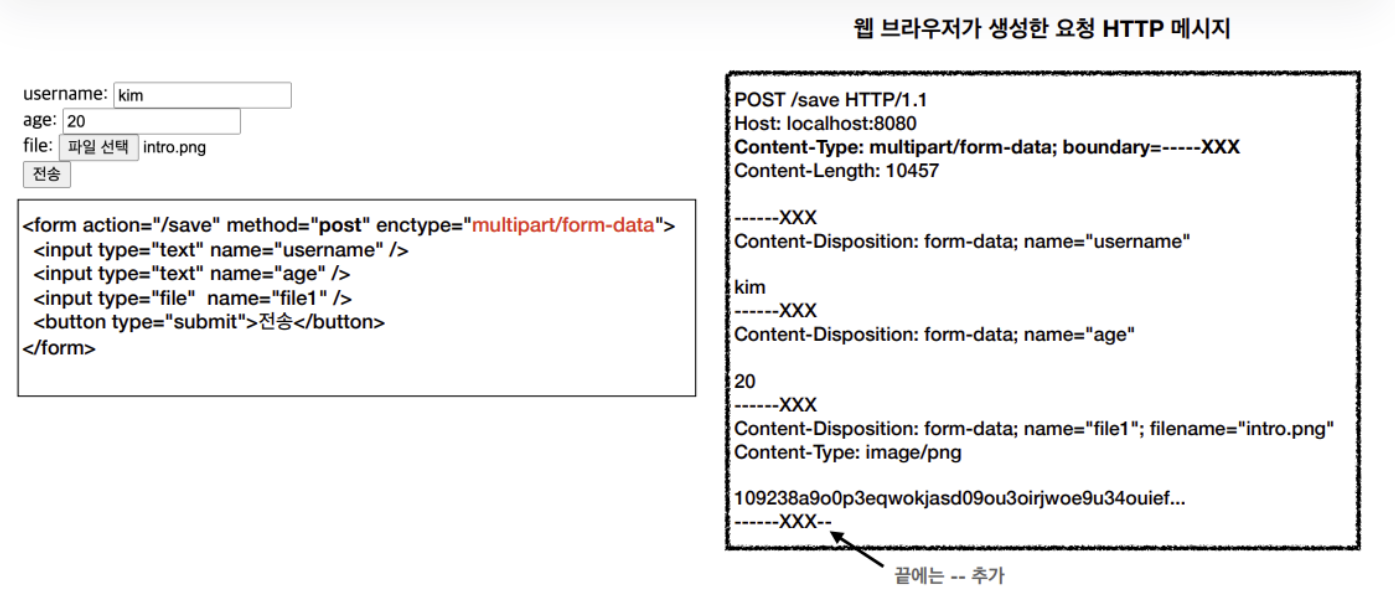 웹 브라우저가 생성한 요청 HTTP 메시지
username: kim
age: 20
file: 파일 선택 intro.png
전송
<form action="/save" method="post" enctype="multipart/form-data">
<input type="text" name="username" />
<input type="text" name="age" />
<input type="file" name="file1" />
<button type="submit">전송</button>
</form>
POST /save HTTP/1.1
Host: localhost:8080
Content-Type: multipart/form-data; boundary=-----XXX
Content-Length: 10457
------XXX
Content-Disposition: form-data; name="username"
kim
------XXX
Content-Disposition: form-data; name="age"
20
------XXX
Content-Disposition: form-data; name="file1"; filename="intro.png"
Content-Type: image/png
109238a9o0p3eqwokjasd09ou3oirjwoe9u34ouief...
------XXX--
끝에는 -- 추가